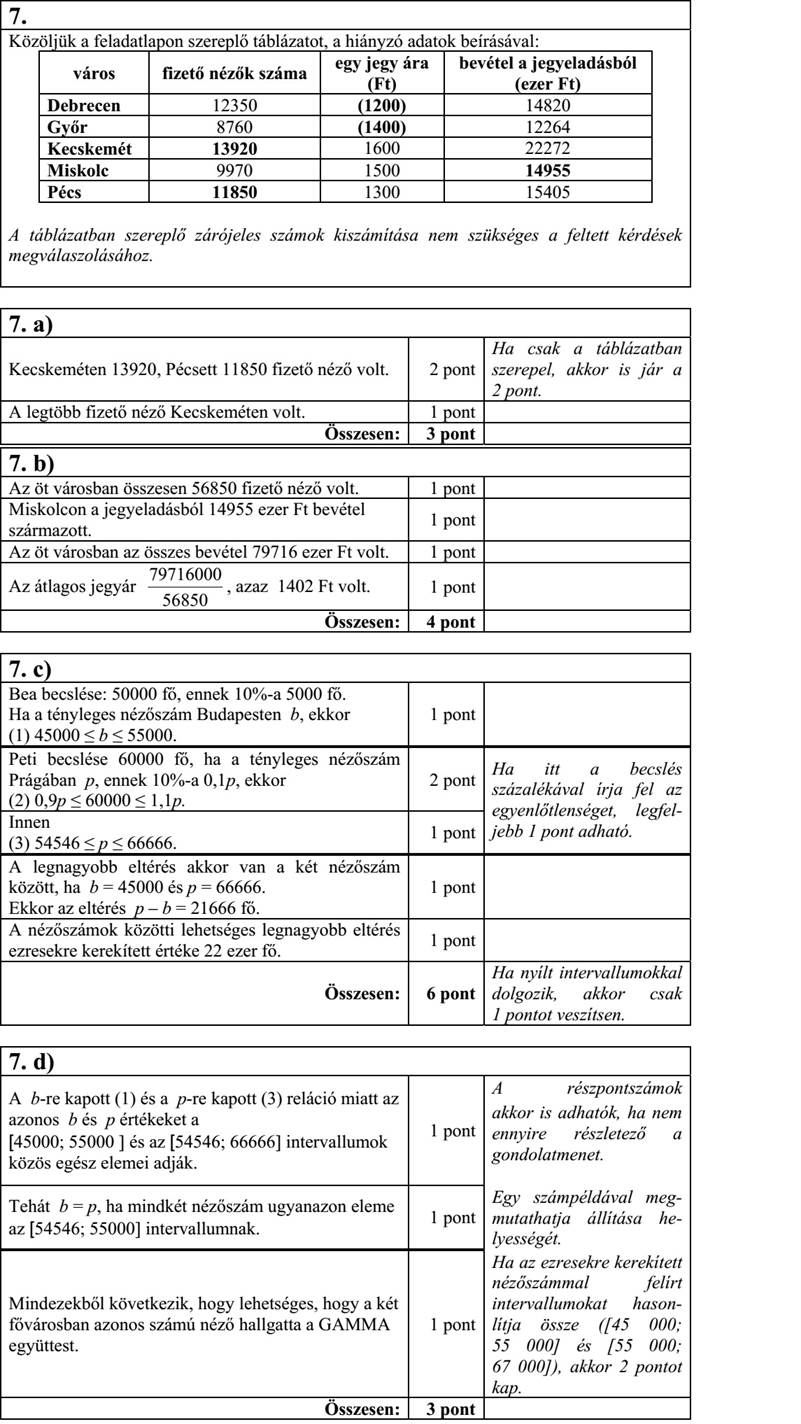 7.
Közöljük a feladatlapon szereplő táblázatot, a hiányzó adatok beírásával:
város fizető nézők száma egy jegy ára (Ft) bevétel a jegyeladásból (ezer Ft)
Debrecen 12350 (1200) 14820
Győr 8760 (1400) 12264
Kecskemét 13920 1600 22272
Miskolc 9970 1500 14955
Pécs 11850 1300 15405
A táblázatban szereplő zárójeles számok kiszámítása nem szükséges a feltett kérdések
megválaszolásához.
7. a)
Kecskeméten 13920, Pécsett 11850 fizető néző volt.
2 pont
Ha csak a táblázatban
szerepel, akkor is jár a
2 pont.
A legtöbb fizető néző Kecskeméten volt.
1 pont
Összesen: 3 pont
7. b)
Az öt városban összesen 56850 fizető néző volt.
1 pont
Miskolcon a jegyeladásból 14955 ezer Ft bevétel
származott.
1 pont
Az öt városban az összes bevétel 79716 ezer Ft volt.
1 pont
Az átlagos jegyár 79716000/56850, azaz 1402 Ft volt.
1 pont
Összesen: 4 pont
7. c)
Bea becslése: 50000 fő, ennek 10%-a 5000 fő.
Ha a tényleges nézőszám Budapesten b, ekkor
(1) 45000 ≤ b ≤ 55000.
1 pont
Peti becslése 60000 fő, ha a tényleges nézőszám
Prágában p, ennek 10%-a 0,1p, ekkor
(2) 0,9p ≤ 60000 ≤ 1,1p.
2 pont
Innen
(3) 54546 ≤ p ≤ 66666.
1 pont
Ha itt a becslés
százalékával írja fel az
egyenlőtlenséget, legfel-
jebb 1 pont adható.
A legnagyobb eltérés akkor van a két nézőszám
között, ha b = 45000 és p = 66666.
Ekkor az eltérés p – b = 21666 fő.
1 pont
A nézőszámok közötti lehetséges legnagyobb eltérés
ezresekre kerekített értéke 22 ezer fő.
1 pont
Összesen: 6 pont
Ha nyílt intervallumokkal
dolgozik, akkor csak
1 pontot veszítsen.
7. d)
A b-re kapott (1) és a p-re kapott (3) reláció miatt az
azonos b és p értékeket a
[45000; 55000 ] és az [54546; 66666] intervallumok
közös egész elemei adják.
1 pont
A részpontszámok
akkor is adhatók, ha nem
ennyire részletező a
gondolatmenet.
Tehát b = p, ha mindkét nézőszám ugyanazon eleme
az [54546; 55000] intervallumnak.
1 pont
Egy számpéldával meg-
mutathatja állítása he-
lyességét.
Mindezekből következik, hogy lehetséges, hogy a két
fővárosban azonos számú néző hallgatta a GAMMA
együttest.
1 pont
Ha az ezresekre kerekített
nézőszámmal felírt
intervallumokat hason-
lítja össze ([45 000;
55 000] és [55 000;
67 000]), akkor 2 pontot
kap.
Összesen: 3 pont